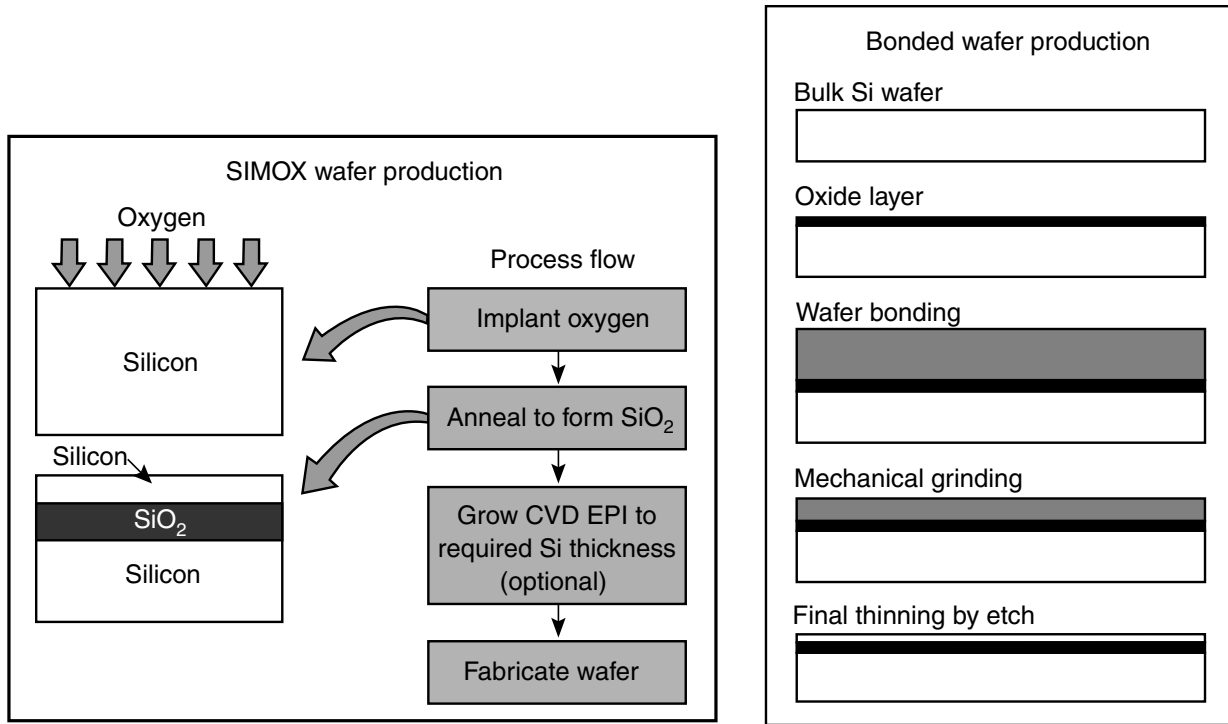 SIMOX wafer production
Oxygen
Silicon
Silicon
SiO₂
Silicon
Process flow
Implant oxygen
Anneal to form SiO₂
Grow CVD EPI to
required Si thickness
(optional)
Fabricate wafer
Bonded wafer production
Bulk Si wafer
Oxide layer
Wafer bonding
Mechanical grinding
Final thinning by etch